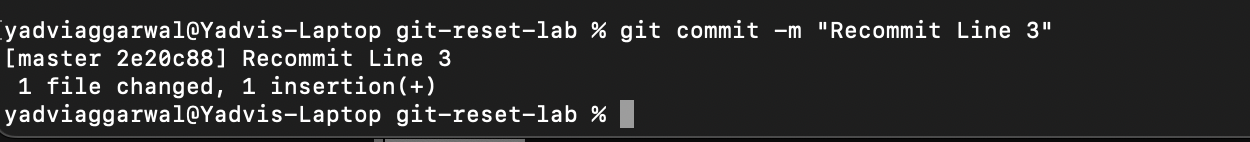 yadviaggarwal@Yadvis-Laptop git-reset-lab % git commit -m "Recommit Line 3"
[master 2e20c88] Recommit Line 3
 1 file changed, 1 insertion(+)
yadviaggarwal@Yadvis-Laptop git-reset-lab %